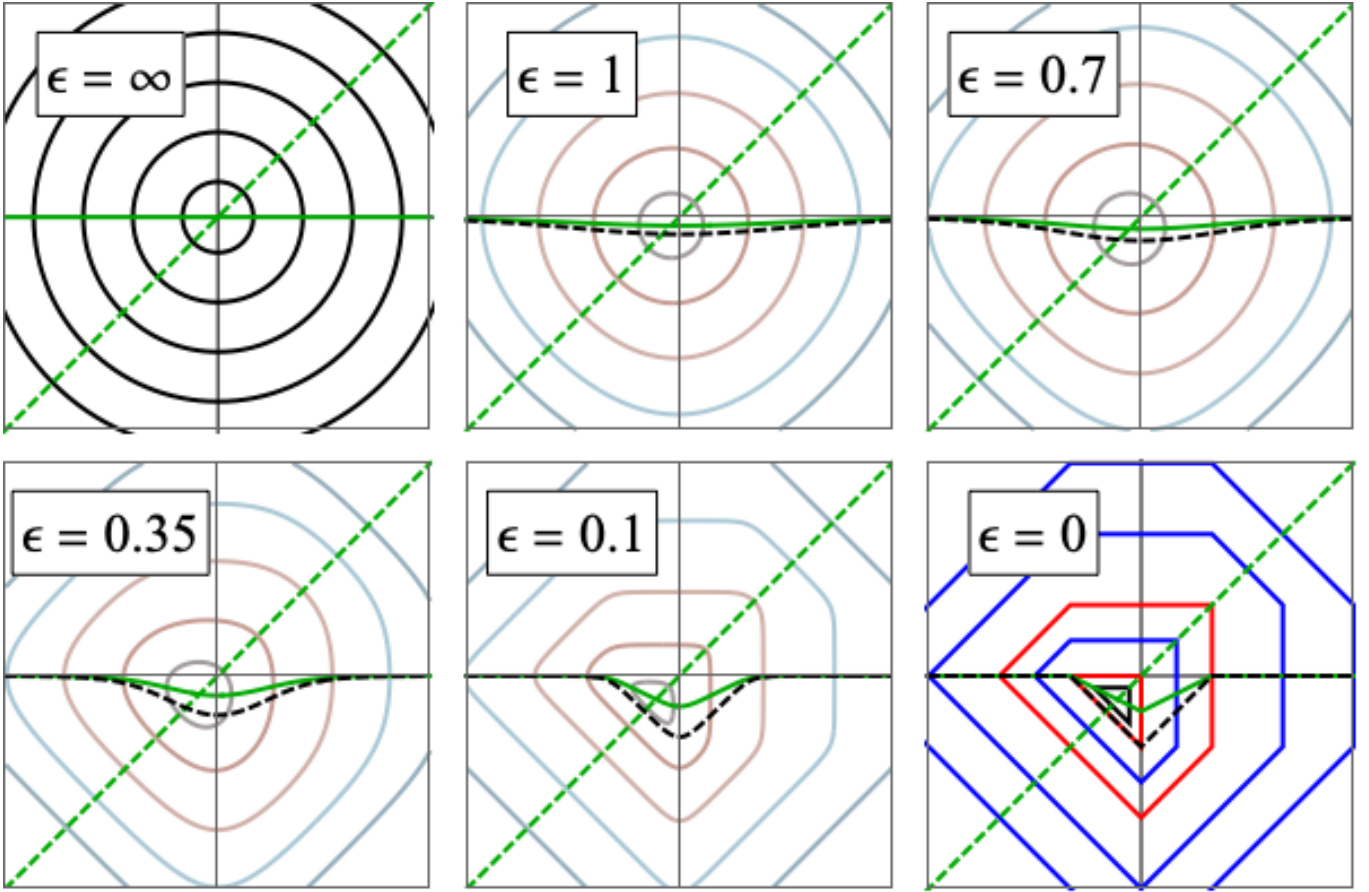 ϵ = ∞
ϵ = 1
ϵ = 0.7
ϵ = 0.35
ϵ = 0.1
ϵ = 0